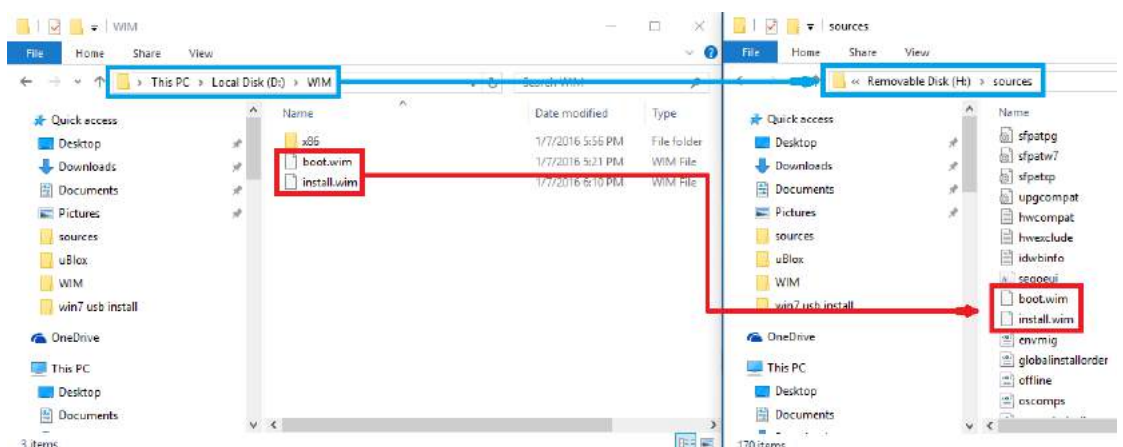 WIM
File Home Share View
This PC > Local Disk (D:) > WIM
Search WIM
Quick access
Desktop
Downloads
Documents
Pictures
sources
uBlox
WIM
win7 usb install
OneDrive
This PC
Desktop
Documents
3 items
Name Date modified Type
x86 1/7/2016 5:56 PM File folder
boot.wim 1/7/2016 5:21 PM WIM File
install.wim 1/7/2016 6:10 PM WIM File
sources
File Home Share View
« Removable Disk (H:) > sources
Quick access
Desktop
Downloads
Documents
Pictures
sources
uBlox
WIM
win7 usb install
OneDrive
This PC
Desktop
Documents
170 items
Name
sfpatpg
sfpatw7
sfpatxp
upgcompat
hwcompat
hwexclude
idwbinfo
segoeui
boot.wim
install.wim
envmig
globalinstallorder
offline
oscomps